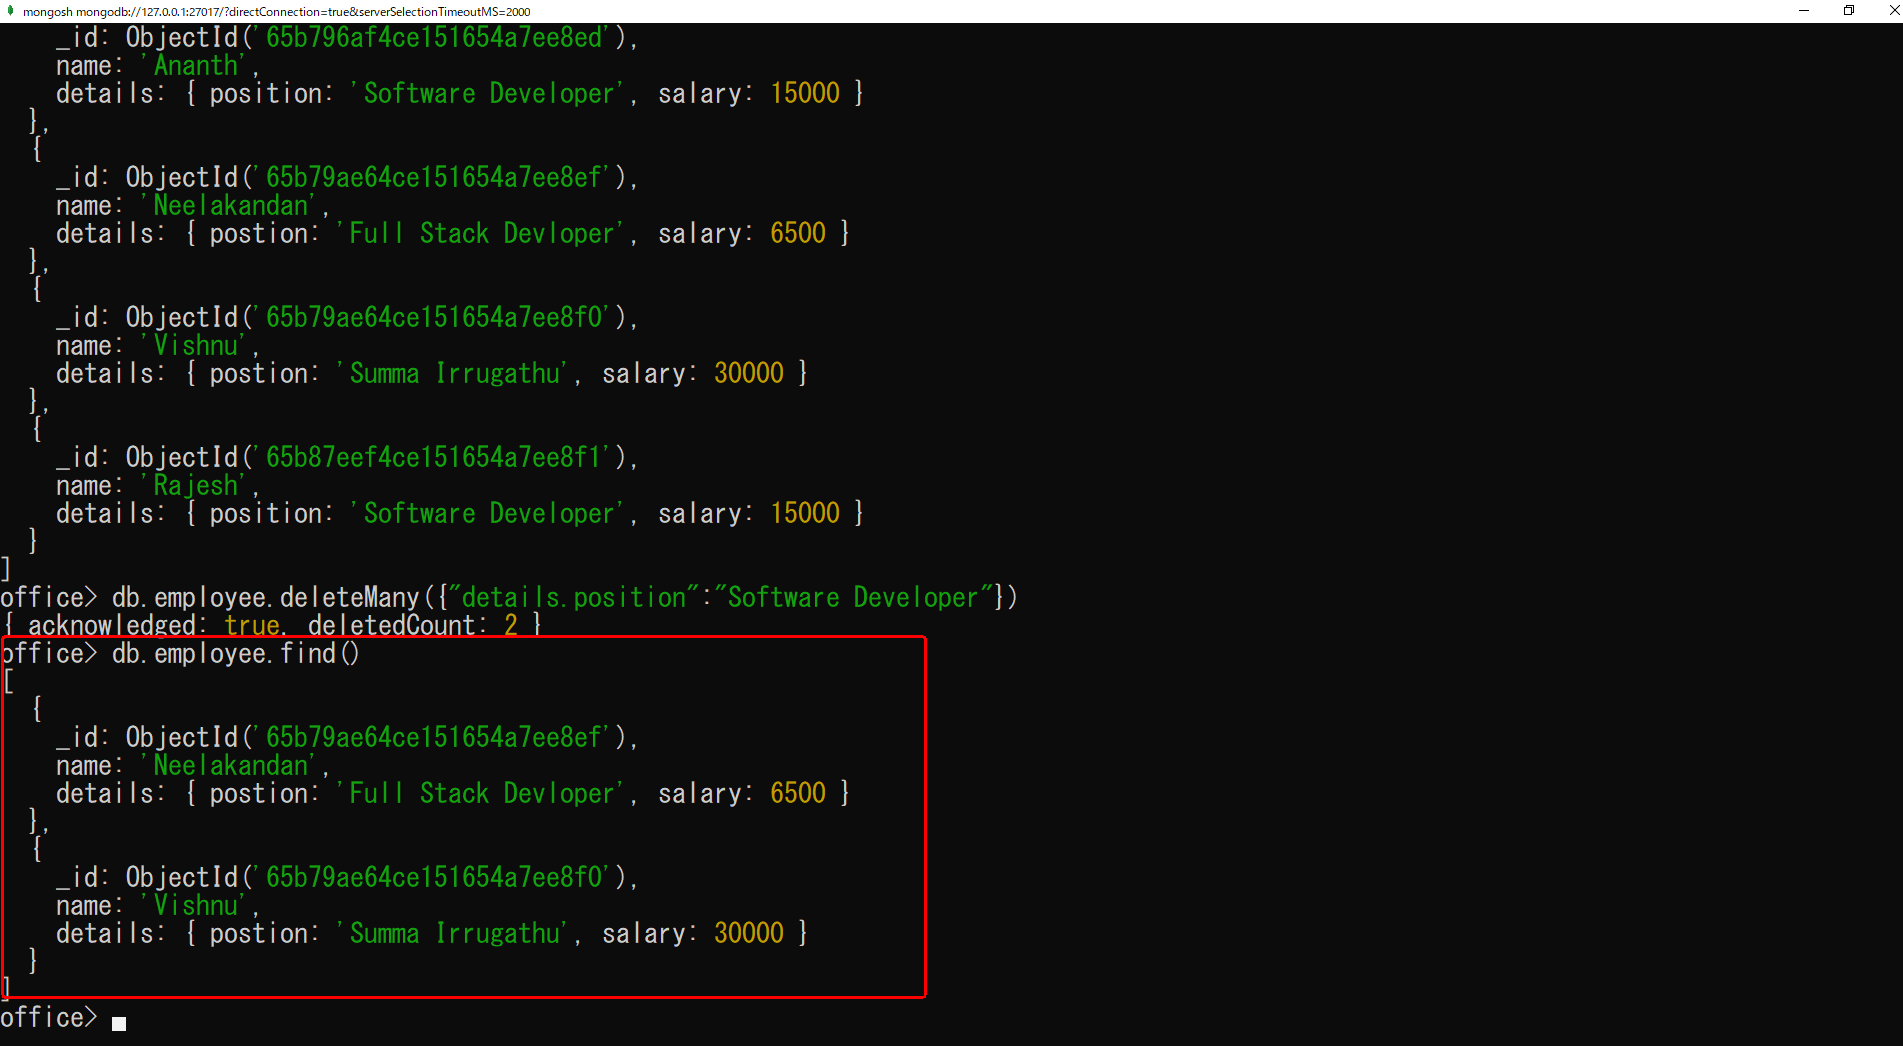 mongosh mongodb://127.0.0.1:27017/?directConnection=true&serverSelectionTimeoutMS=2000
    _id: ObjectId('65b796af4ce151654a7ee8ed'),
    name: 'Ananth',
    details: { position: 'Software Developer', salary: 15000 }
  },
  {
    _id: ObjectId('65b79ae64ce151654a7ee8ef'),
    name: 'Neelakandan',
    details: { postion: 'Full Stack Devloper', salary: 6500 }
  },
  {
    _id: ObjectId('65b79ae64ce151654a7ee8f0'),
    name: 'Vishnu',
    details: { postion: 'Summa Irrugathu', salary: 30000 }
  },
  {
    _id: ObjectId('65b87eef4ce151654a7ee8f1'),
    name: 'Rajesh',
    details: { position: 'Software Developer', salary: 15000 }
  }
]
office> db.employee.deleteMany({"details.position":"Software Developer"})
{ acknowledged: true, deletedCount: 2 }
office> db.employee.find()
[
  {
    _id: ObjectId('65b79ae64ce151654a7ee8ef'),
    name: 'Neelakandan',
    details: { postion: 'Full Stack Devloper', salary: 6500 }
  },
  {
    _id: ObjectId('65b79ae64ce151654a7ee8f0'),
    name: 'Vishnu',
    details: { postion: 'Summa Irrugathu', salary: 30000 }
  }
]
office>